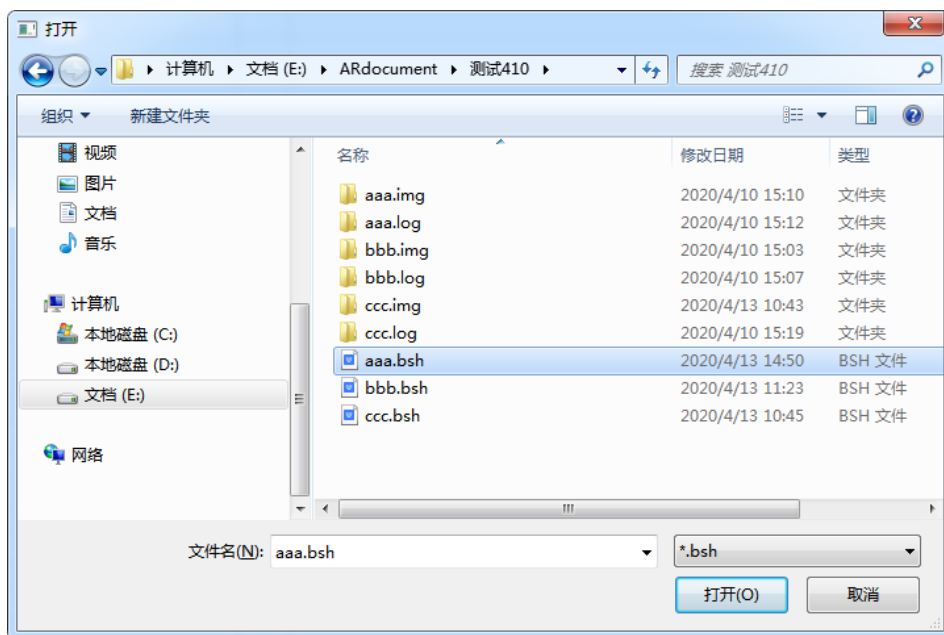 打开
计算机 文档 (E:) ARdocument 测试410
搜索 测试410
组织 新建文件夹
视频
图片
文档
音乐
计算机
本地磁盘 (C:)
本地磁盘 (D:)
文档 (E:)
网络
名称 修改日期 类型
aaa.img 2020/4/10 15:10 文件夹
aaa.log 2020/4/10 15:12 文件夹
bbb.img 2020/4/10 15:03 文件夹
bbb.log 2020/4/10 15:07 文件夹
ccc.img 2020/4/13 10:43 文件夹
ccc.log 2020/4/10 15:19 文件夹
aaa.bsh 2020/4/13 14:50 BSH 文件
bbb.bsh 2020/4/13 11:23 BSH 文件
ccc.bsh 2020/4/13 10:45 BSH 文件
文件名(N): aaa.bsh *.bsh
打开(O) 取消